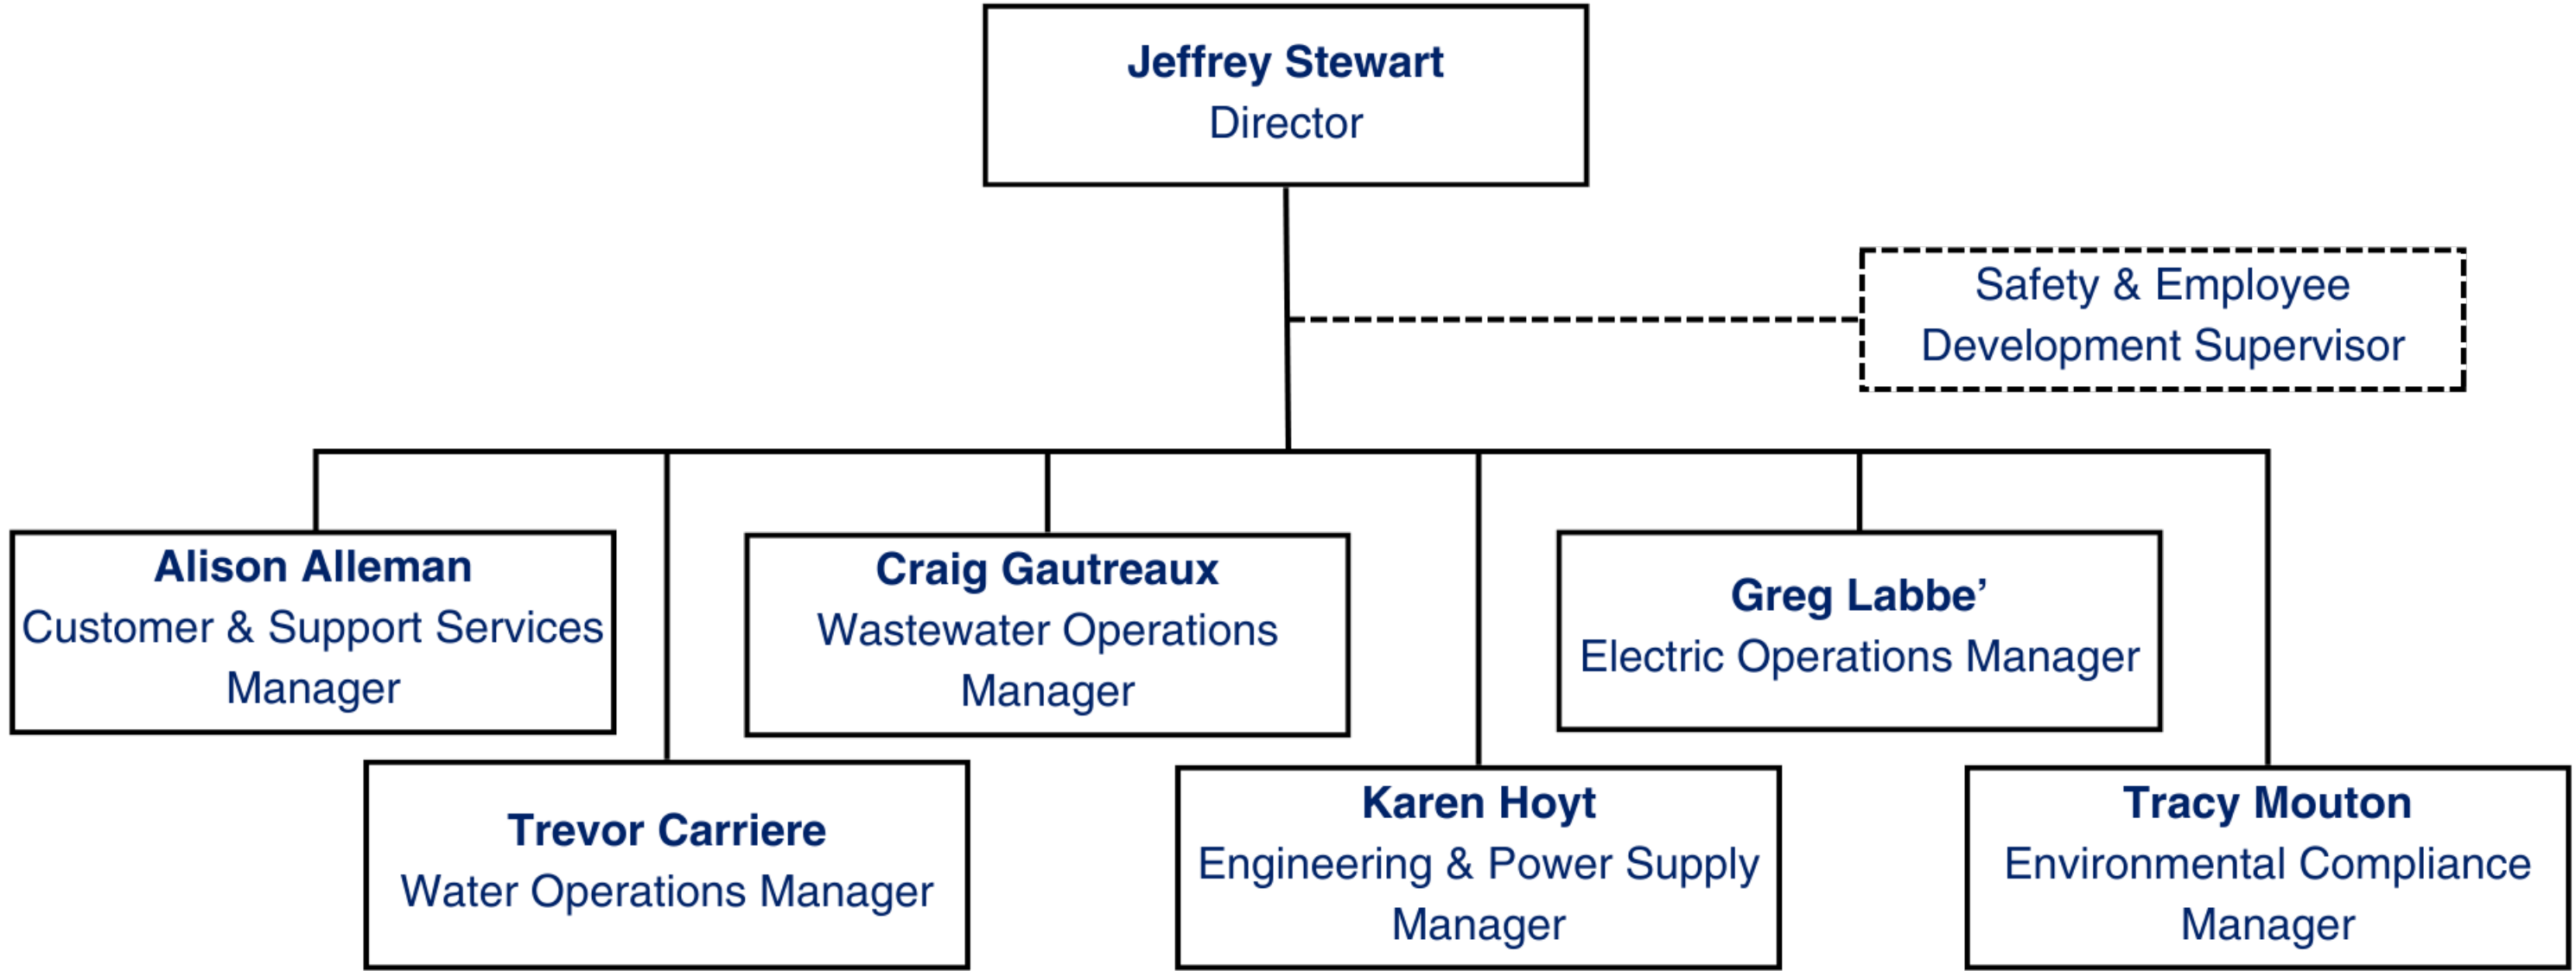 Jeffrey Stewart
Director
Safety & Employee
Development Supervisor
Alison Alleman
Customer & Support Services
Manager
Craig Gautreaux
Wastewater Operations
Manager
Greg Labbe’
Electric Operations Manager
Trevor Carriere
Water Operations Manager
Karen Hoyt
Engineering & Power Supply
Manager
Tracy Mouton
Environmental Compliance
Manager